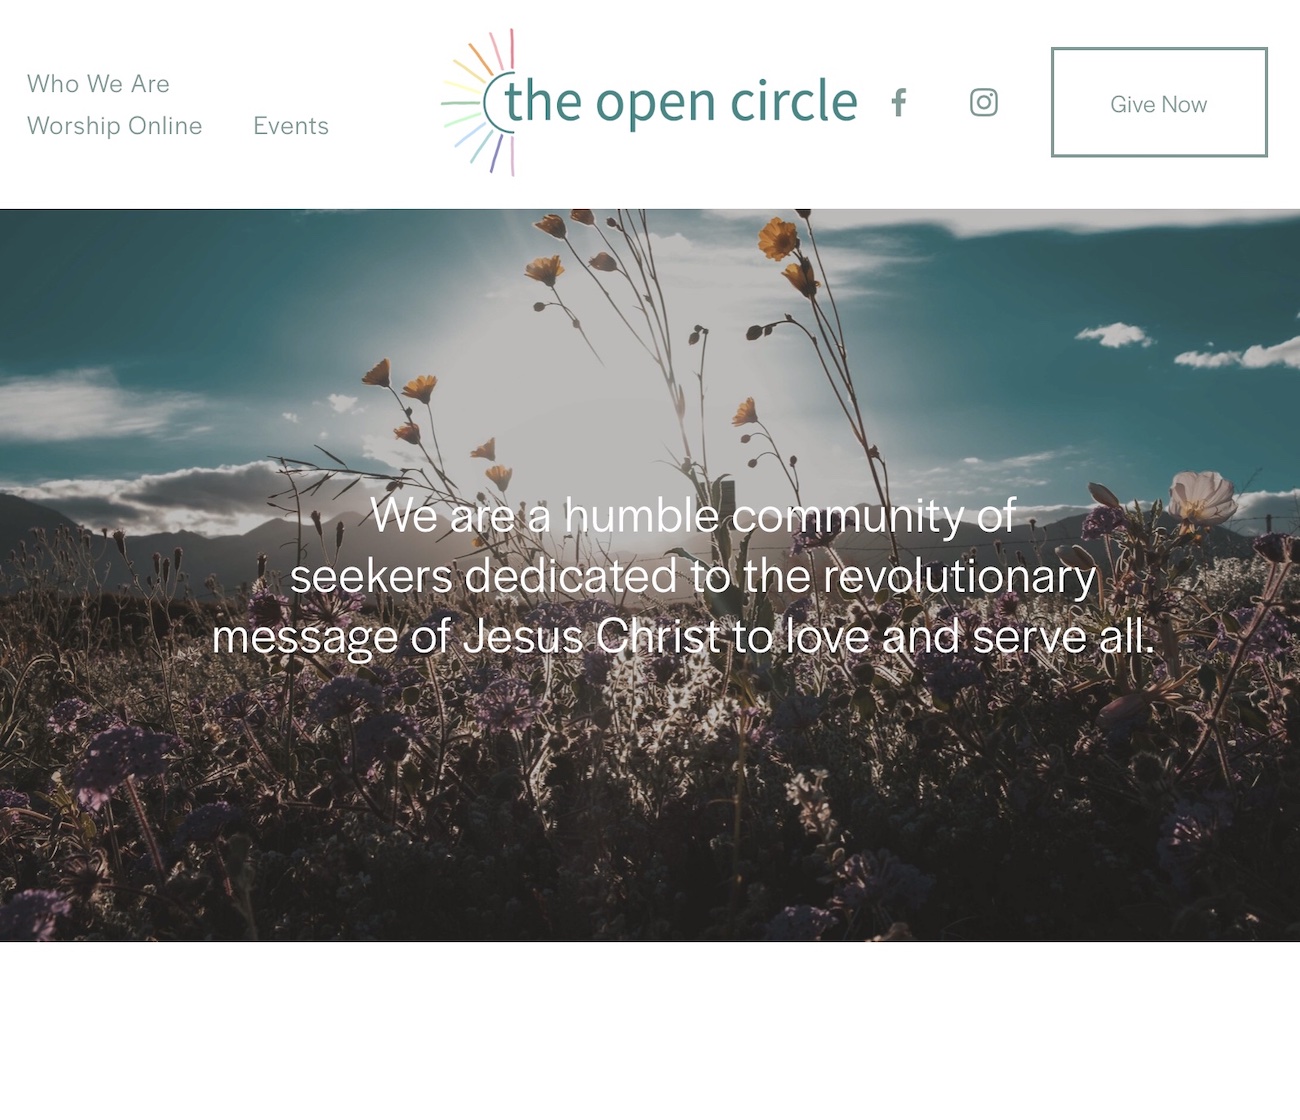 Who We Are
Worship Online
Events
the open circle
Give Now
We are a humble community of
seekers dedicated to the revolutionary
message of Jesus Christ to love and serve all.